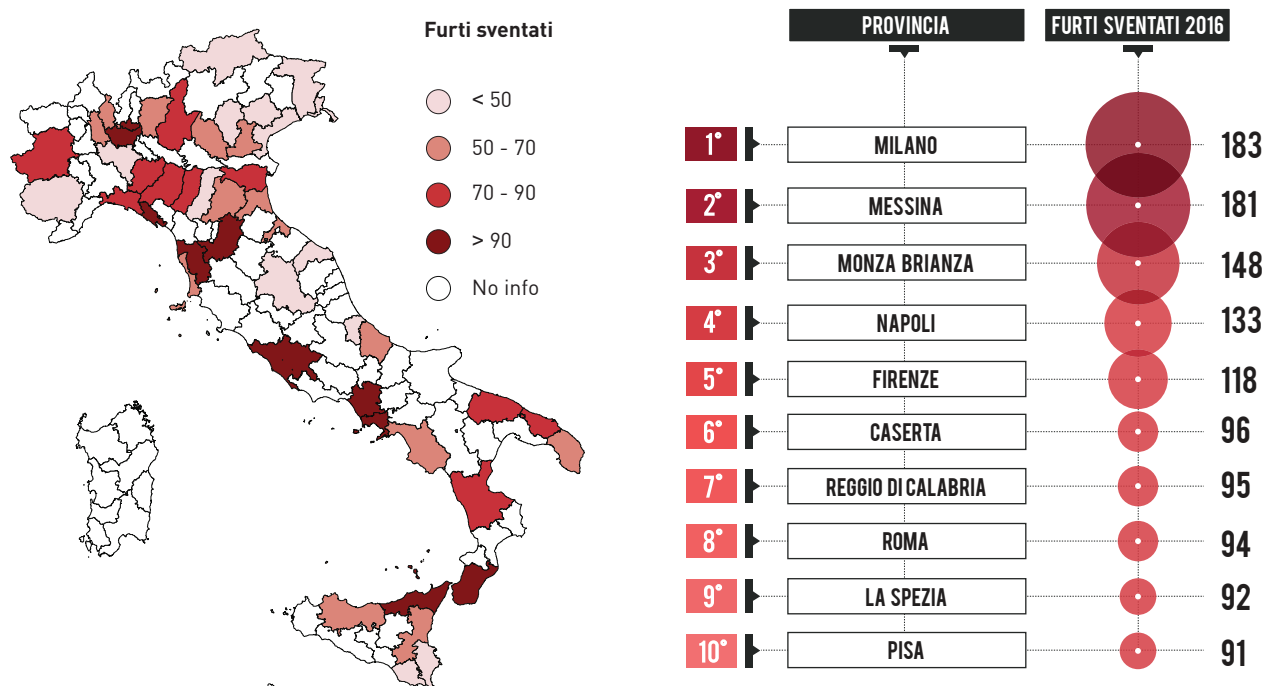 Furti sventati
< 50
50 - 70
70 - 90
> 90
No info
PROVINCIA
FURTI SVENTATI 2016
1° MILANO 183
2° MESSINA 181
3° MONZA BRIANZA 148
4° NAPOLI 133
5° FIRENZE 118
6° CASERTA 96
7° REGGIO DI CALABRIA 95
8° ROMA 94
9° LA SPEZIA 92
10° PISA 91